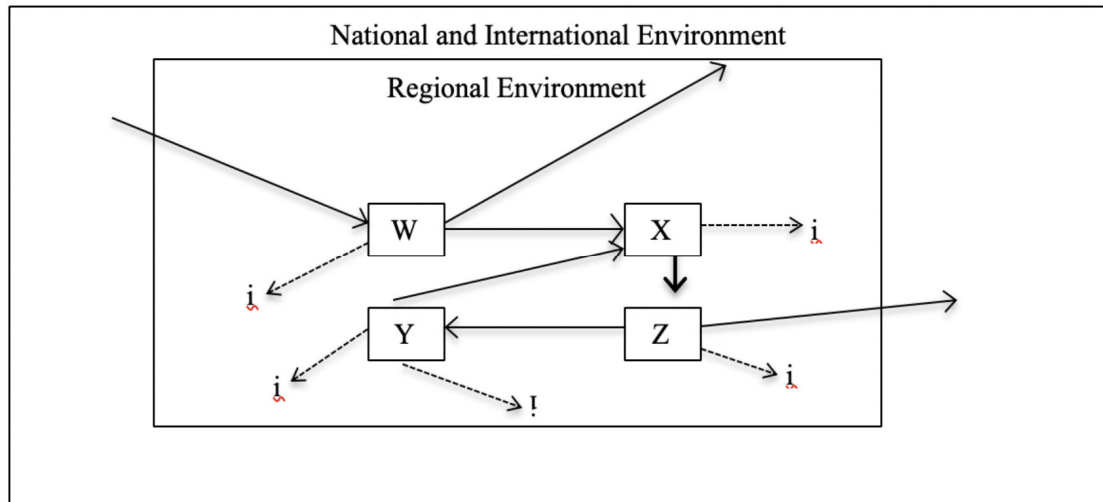 National and International Environment
Regional Environment
W
X
i
i
Y
Z
i
i
!